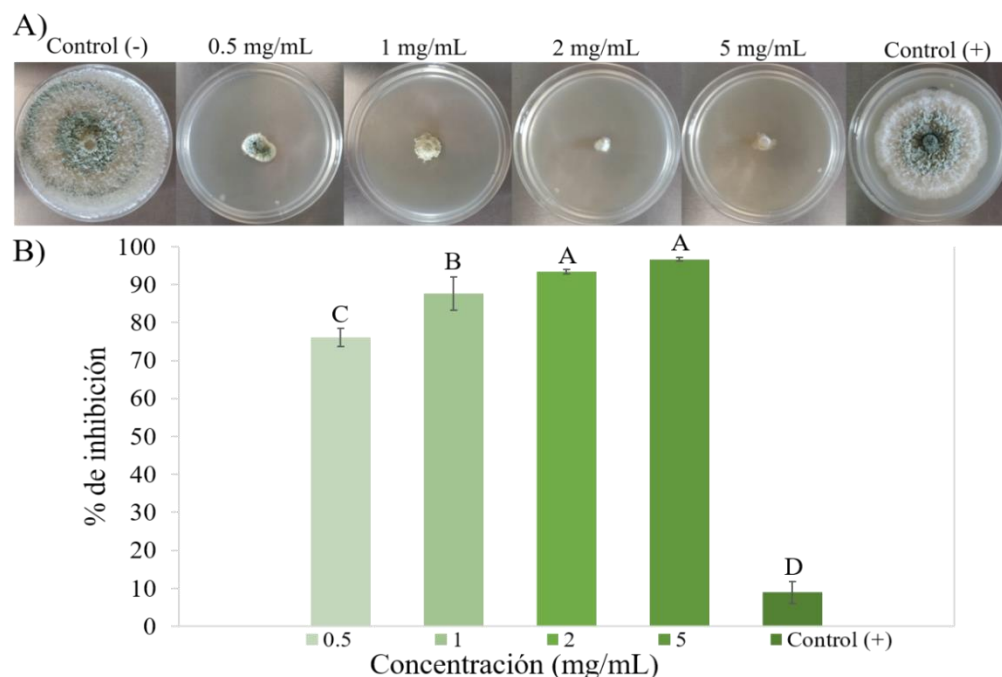 A)
Control (-) 0.5 mg/mL 1 mg/mL 2 mg/mL 5 mg/mL Control (+)
B)
% de inhibición
100
90
80
70
60
50
40
30
20
10
0
C B A A D
0.5 1 2 5 Control (+)
Concentración (mg/mL)